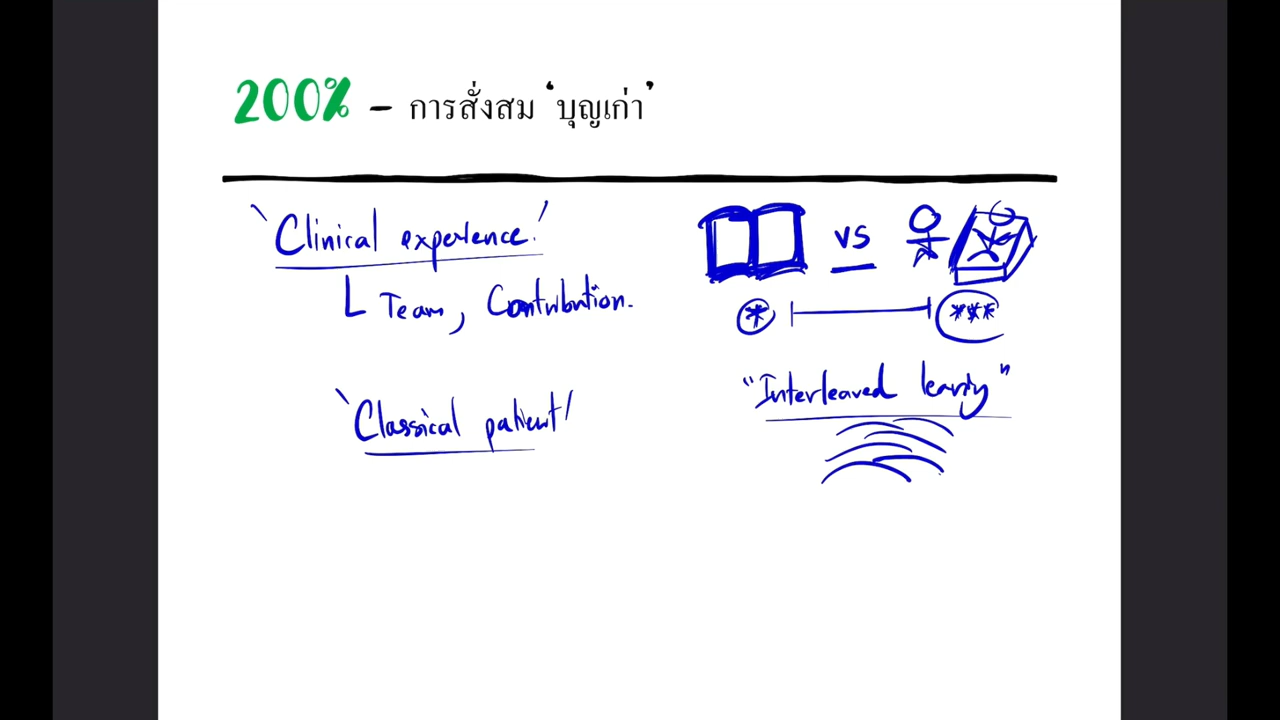 200% – การสั่งสม ‘บุญเก่า’
‘Clinical experience.’
Team, Contribution.
‘Classical patient’
vs
* ***
“Interleaved learning”